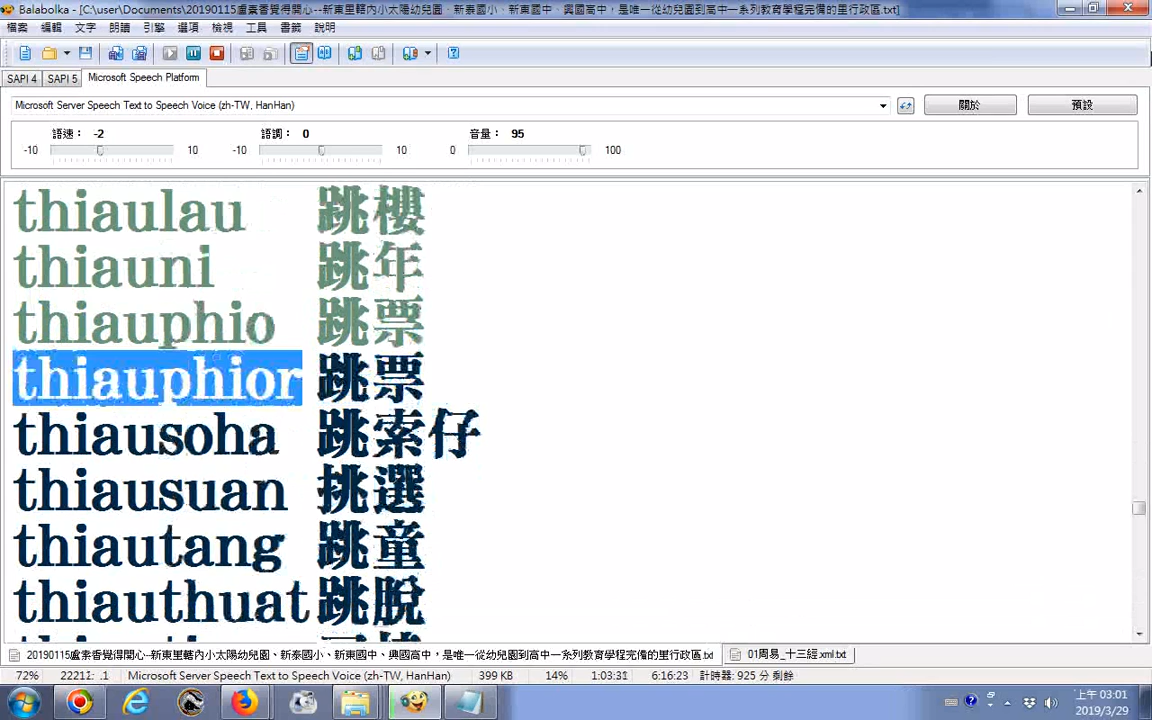 Balabolka - [C:\user\Documents\20190115盧素香覺得開心--新東里轄內小太陽幼兒園、新泰國小、新東國中、興國高中，是唯一從幼兒園到高中一系列教育學程完備的里行政區.txt]
檔案 編輯 文字 朗讀 引擎 選項 檢視 工具 書籤 說明
SAPI 4 SAPI 5 Microsoft Speech Platform
Microsoft Server Speech Text to Speech Voice (zh-TW, HanHan) 關於 預設
語速： -2 語調： 0 音量： 95
-10 10 -10 10 0 100
thiaulau 跳樓
thiauni 跳年
thiauphio 跳票
thiauphior 跳票
thiausoha 跳索仔
thiausuan 挑選
thiautang 跳童
thiauthuat 跳脫
20190115盧素香覺得開心--新東里轄內小太陽幼兒園、新泰國小、新東國中、興國高中，是唯一從幼兒園到高中一系列教育學程完備的里行政區.txt 01周易_十三經.xml.txt
72% 22212: .1 Microsoft Server Speech Text to Speech Voice (zh-TW, HanHan) 399 KB 14% 1:03:31 6:16:23 計時器: 925 分 剩餘
上午 03:01
2019/3/29